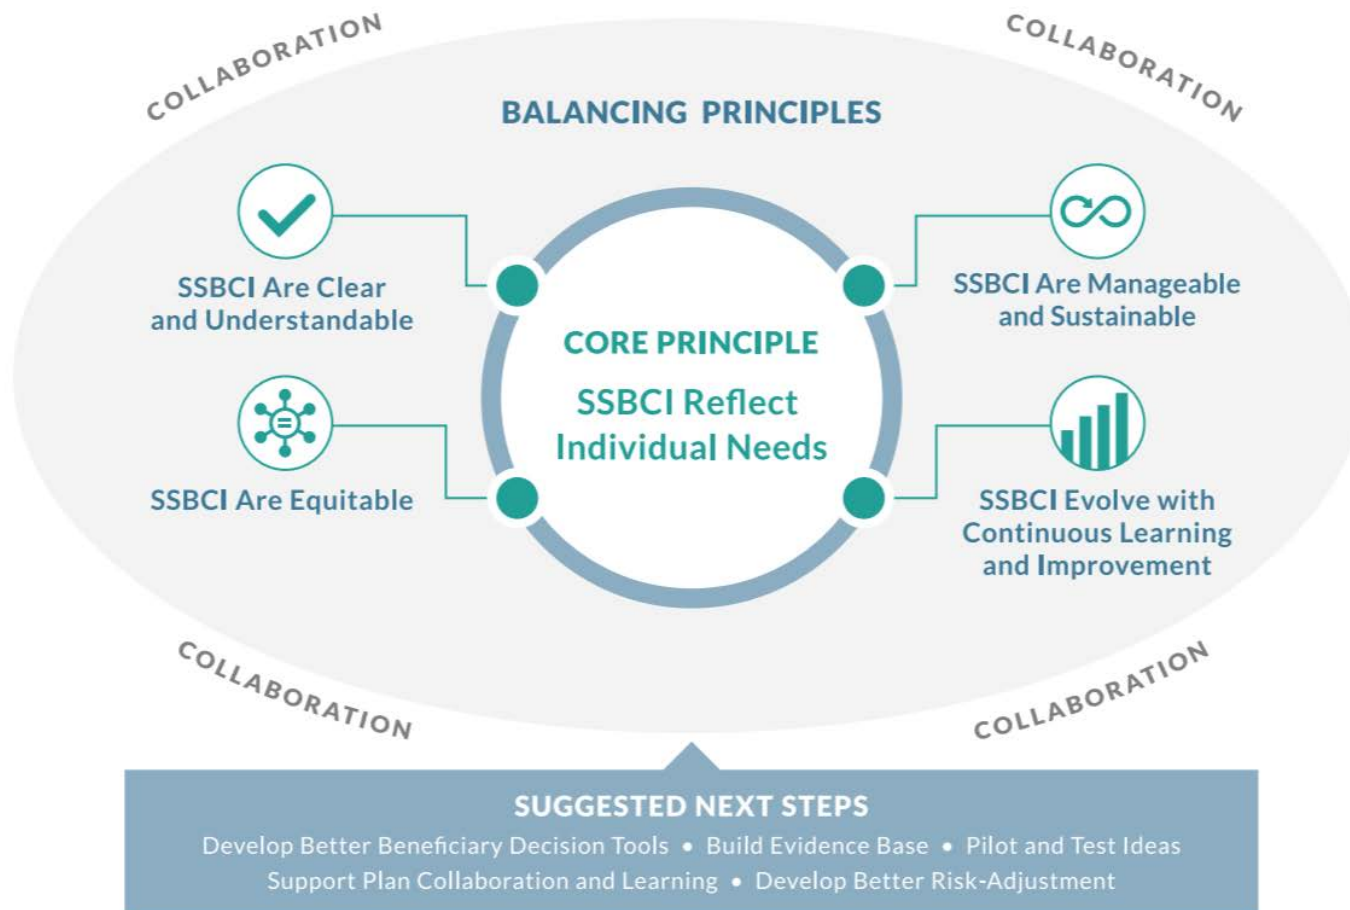 COLLABORATION
COLLABORATION
BALANCING PRINCIPLES
SSBCI Are Clear
and Understandable
SSBCI Are Manageable
and Sustainable
CORE PRINCIPLE
SSBCI Reflect
Individual Needs
=
SSBCI Are Equitable
SSBCI Evolve with
Continuous Learning
and Improvement
COLLABORATION
COLLABORATION
SUGGESTED NEXT STEPS
Develop Better Beneficiary Decision Tools • Build Evidence Base • Pilot and Test Ideas
Support Plan Collaboration and Learning • Develop Better Risk-Adjustment